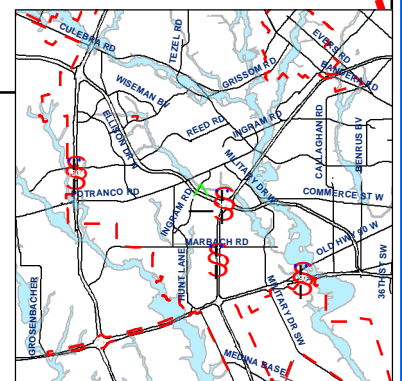 CULEBRA RD
TEZEL RD
EVERS RD
BANDERA RD
GRISSOM RD
WISEMAN BL
ELLISON DR N
REED RD
INGRAM RD
CALLAGHAN RD
BENRUS BV
MILITARY DR W
POTRANCO RD
INGRAM RD
COMMERCE ST W
MARBACH RD
OLD HWY 90 W
HUNT LANE
GROSENBACHER
MILITARY DR SW
36TH ST SW
MEDINA BASE